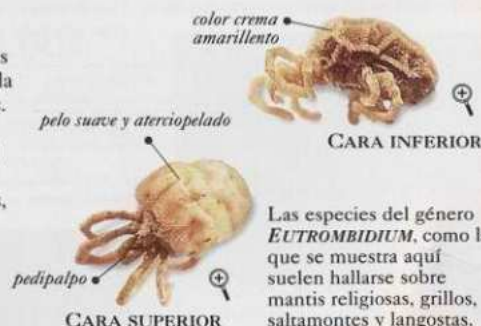 color crema
amarillento
s
la
s.
pelo suave y aterciopelado
CARA INFERIOR
s,
Las especies del género
EUTROMBIDIUM, como l
que se muestra aquí
suelen hallarse sobre
mantis religiosas, grillos,
saltamontes y langostas.
pedipalpo
CARA SUPERIOR